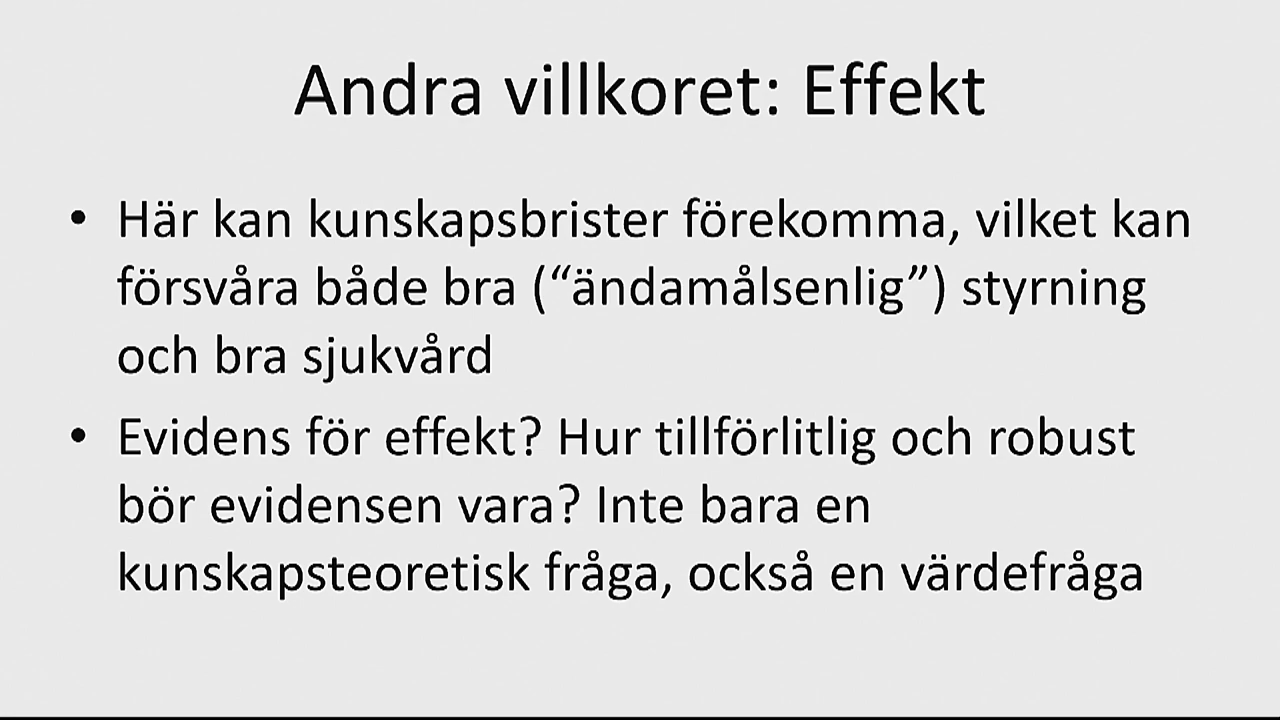 Andra villkoret: Effekt
• Här kan kunskapsbrister förekomma, vilket kan
försvåra både bra (“ändamålsenlig”) styrning
och bra sjukvård
• Evidens för effekt? Hur tillförlitlig och robust
bör evidensen vara? Inte bara en
kunskapsteoretisk fråga, också en värdefråga